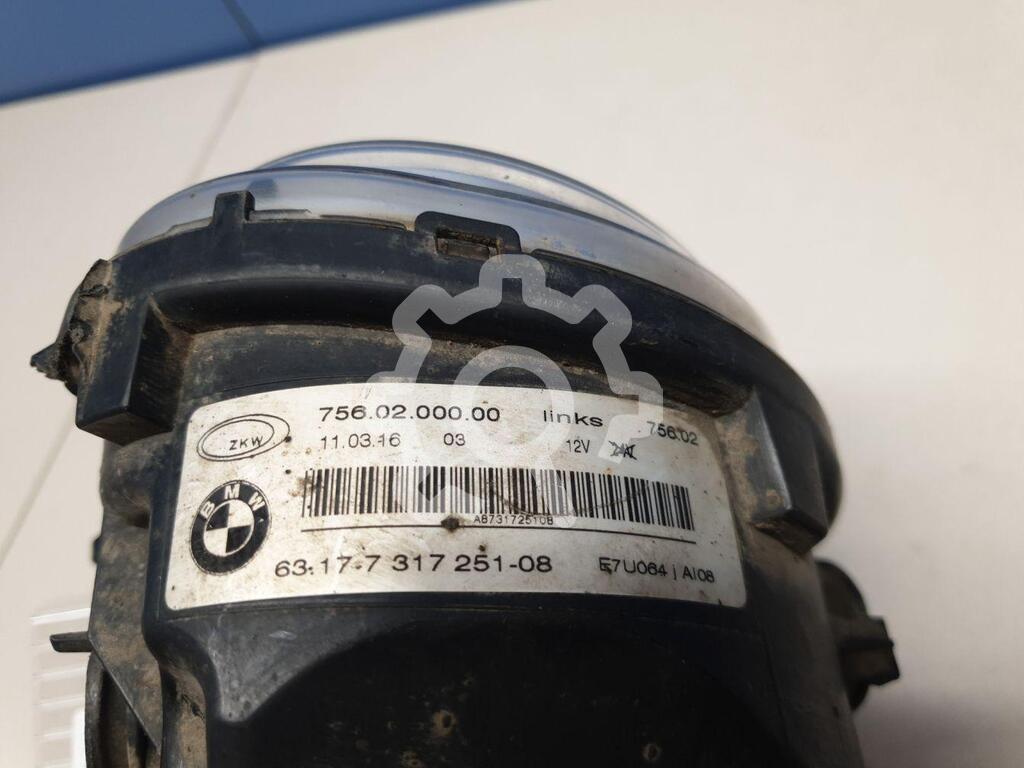 ZKW
756.02.000.00 links 756.02
11.03.16 03 12V
A8731725108
BMW
63.17-7 317 251-08 E7U064 j AI08